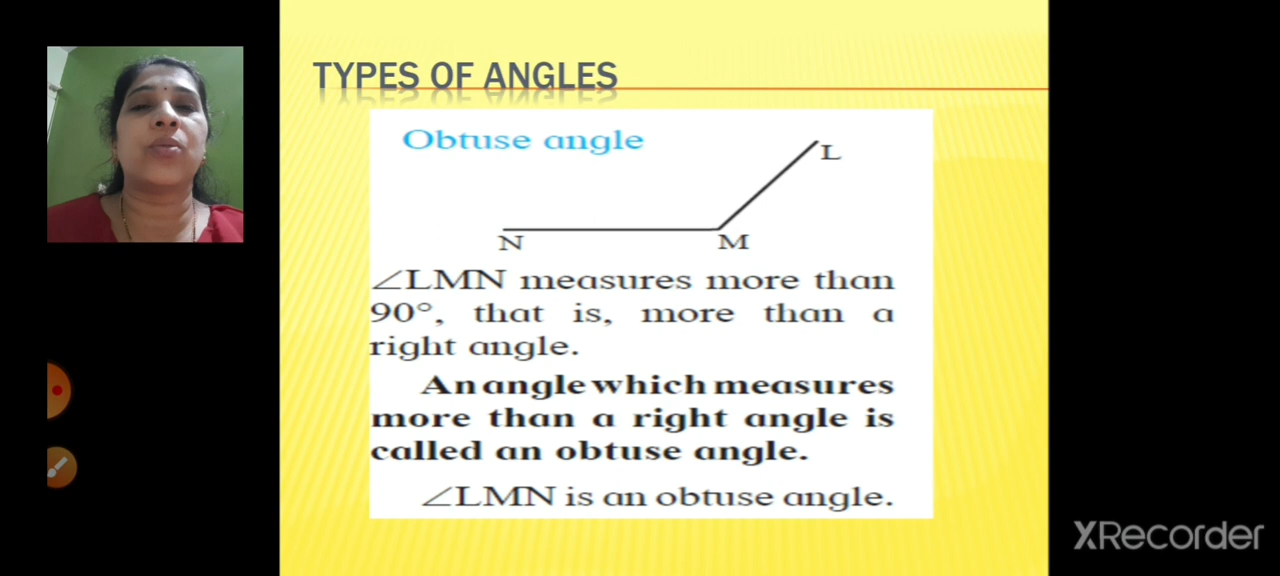 TYPES OF ANGLES
Obtuse angle
L
N M
∠LMN measures more than
90°, that is, more than a
right angle.
An angle which measures
more than a right angle is
called an obtuse angle.
∠LMN is an obtuse angle.
XRecorder